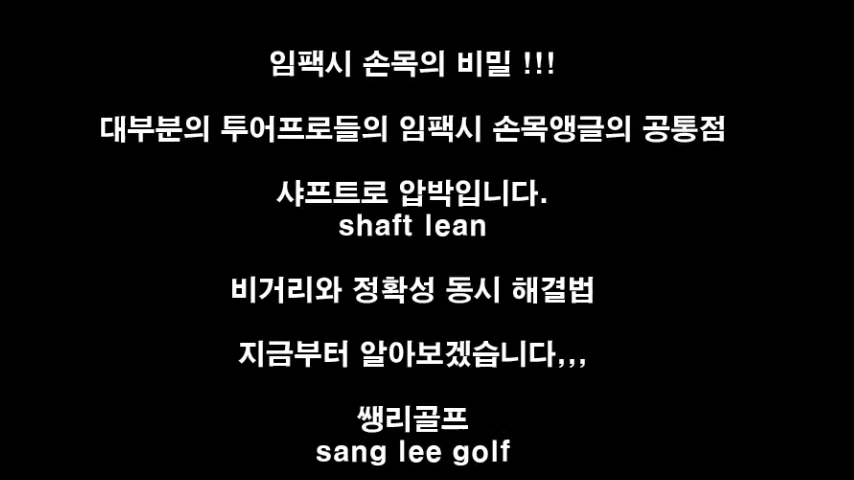 임팩시 손목의 비밀 !!!
대부분의 투어프로들의 임팩시 손목앵글의 공통점
샤프트로 압박입니다.
shaft lean
비거리와 정확성 동시 해결법
지금부터 알아보겠습니다,,,
쌩리골프
sang lee golf